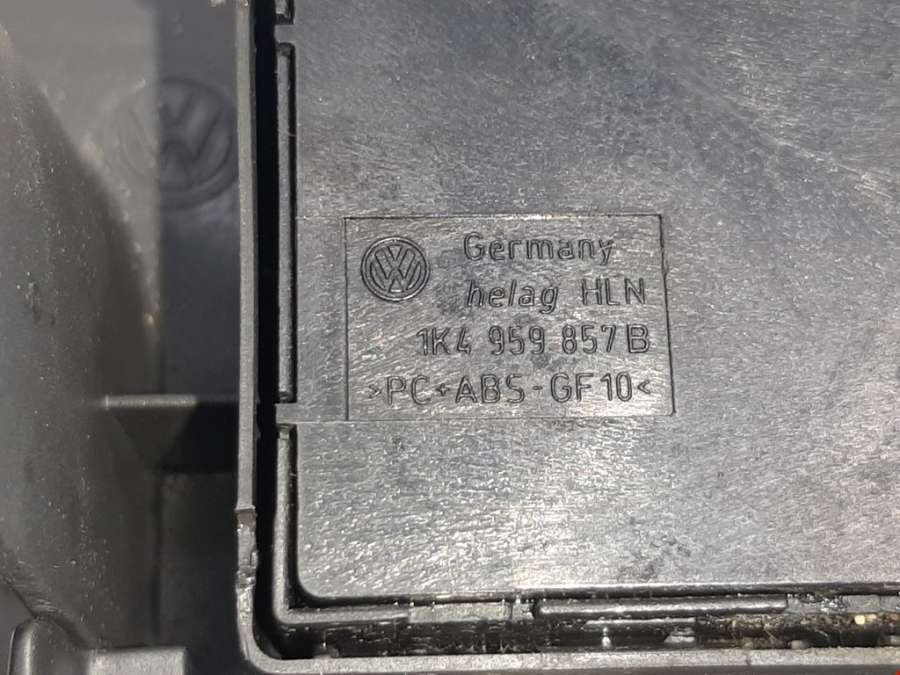 Germany
helag HLN
1K4 959 857 B
>PC+ABS-GF10<